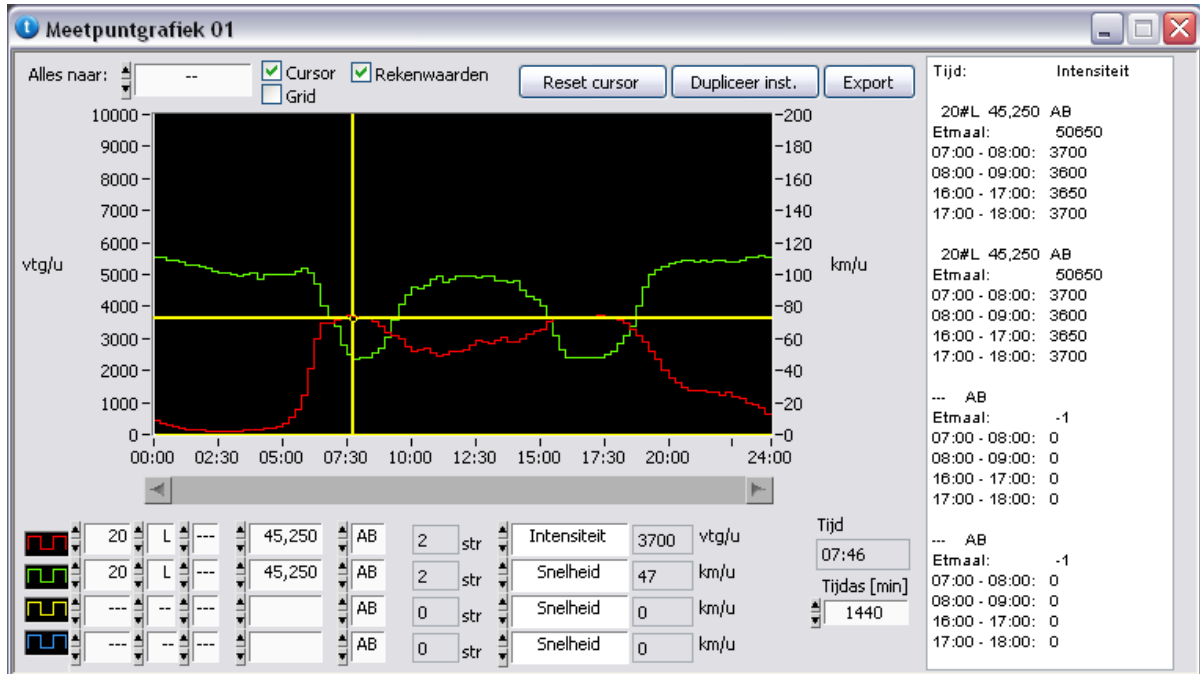 Meetpuntgrafiek 01
Alles naar: --
Cursor
Rekenwaarden
Grid
Reset cursor
Dupliceer inst.
Export
10000
9000
8000
7000
6000
5000
4000
3000
2000
1000
0
vtg/u
200
180
160
140
120
100
80
60
40
20
0
km/u
00:00 02:30 05:00 07:30 10:00 12:30 15:00 17:30 20:00 24:00
20 L --- 45,250 AB 2 str Intensiteit 3700 vtg/u
20 L --- 45,250 AB 2 str Snelheid 47 km/u
--- -- --- AB 0 str Snelheid 0 km/u
--- -- --- AB 0 str Snelheid 0 km/u
Tijd
07:46
Tijdas [min]
1440
Tijd: Intensiteit
20#L 45,250 AB
Etmaal: 50650
07:00 - 08:00: 3700
08:00 - 09:00: 3600
16:00 - 17:00: 3650
17:00 - 18:00: 3700
20#L 45,250 AB
Etmaal: 50650
07:00 - 08:00: 3700
08:00 - 09:00: 3600
16:00 - 17:00: 3650
17:00 - 18:00: 3700
--- AB
Etmaal: -1
07:00 - 08:00: 0
08:00 - 09:00: 0
16:00 - 17:00: 0
17:00 - 18:00: 0
--- AB
Etmaal: -1
07:00 - 08:00: 0
08:00 - 09:00: 0
16:00 - 17:00: 0
17:00 - 18:00: 0